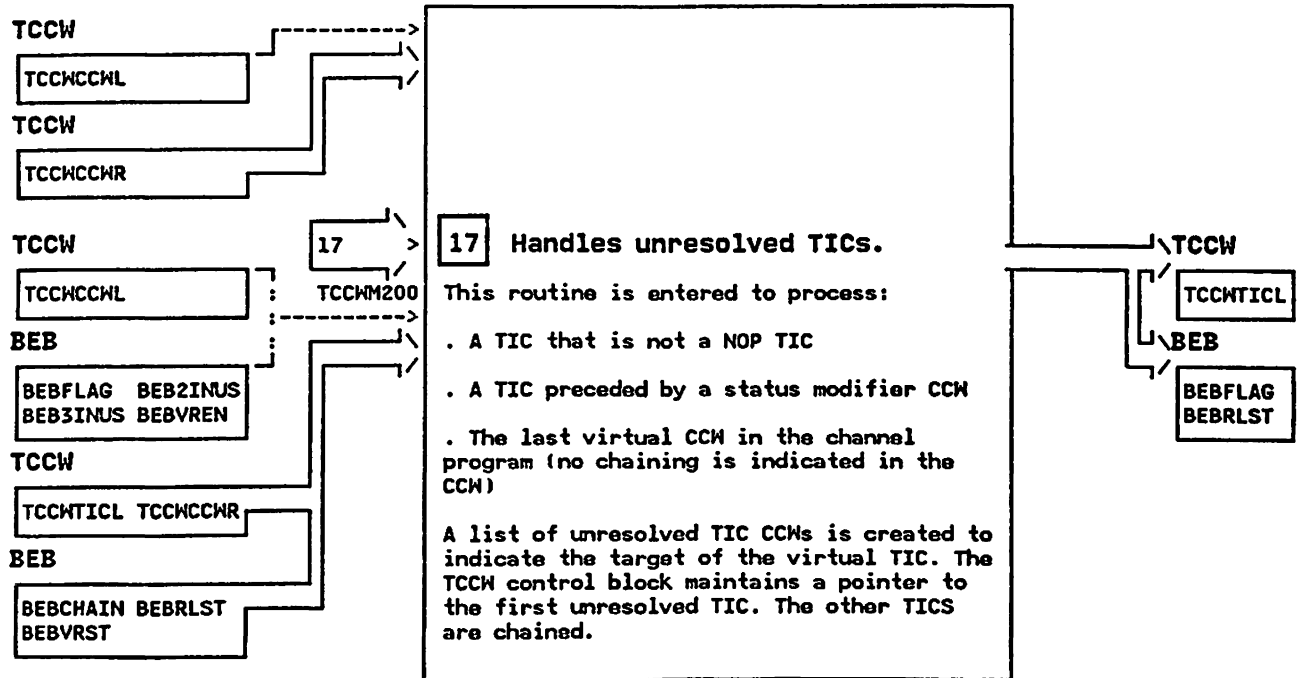 TCCW
TCCWCCWL
TCCW
TCCWCCWR
TCCW
TCCWCCWL
BEB
BEBFLAG BEB2INUS
BEB3INUS BEBVREN
TCCW
TCCWTICL TCCWCCWR
BEB
BEBCHAIN BEBRLST
BEBVRST
17
TCCWM200
17 Handles unresolved TICs.
This routine is entered to process:
. A TIC that is not a NOP TIC
. A TIC preceded by a status modifier CCW
. The last virtual CCW in the channel
program (no chaining is indicated in the
CCW)
A list of unresolved TIC CCWs is created to
indicate the target of the virtual TIC. The
TCCW control block maintains a pointer to
the first unresolved TIC. The other TICS
are chained.
TCCW
TCCWTICL
BEB
BEBFLAG
BEBRLST